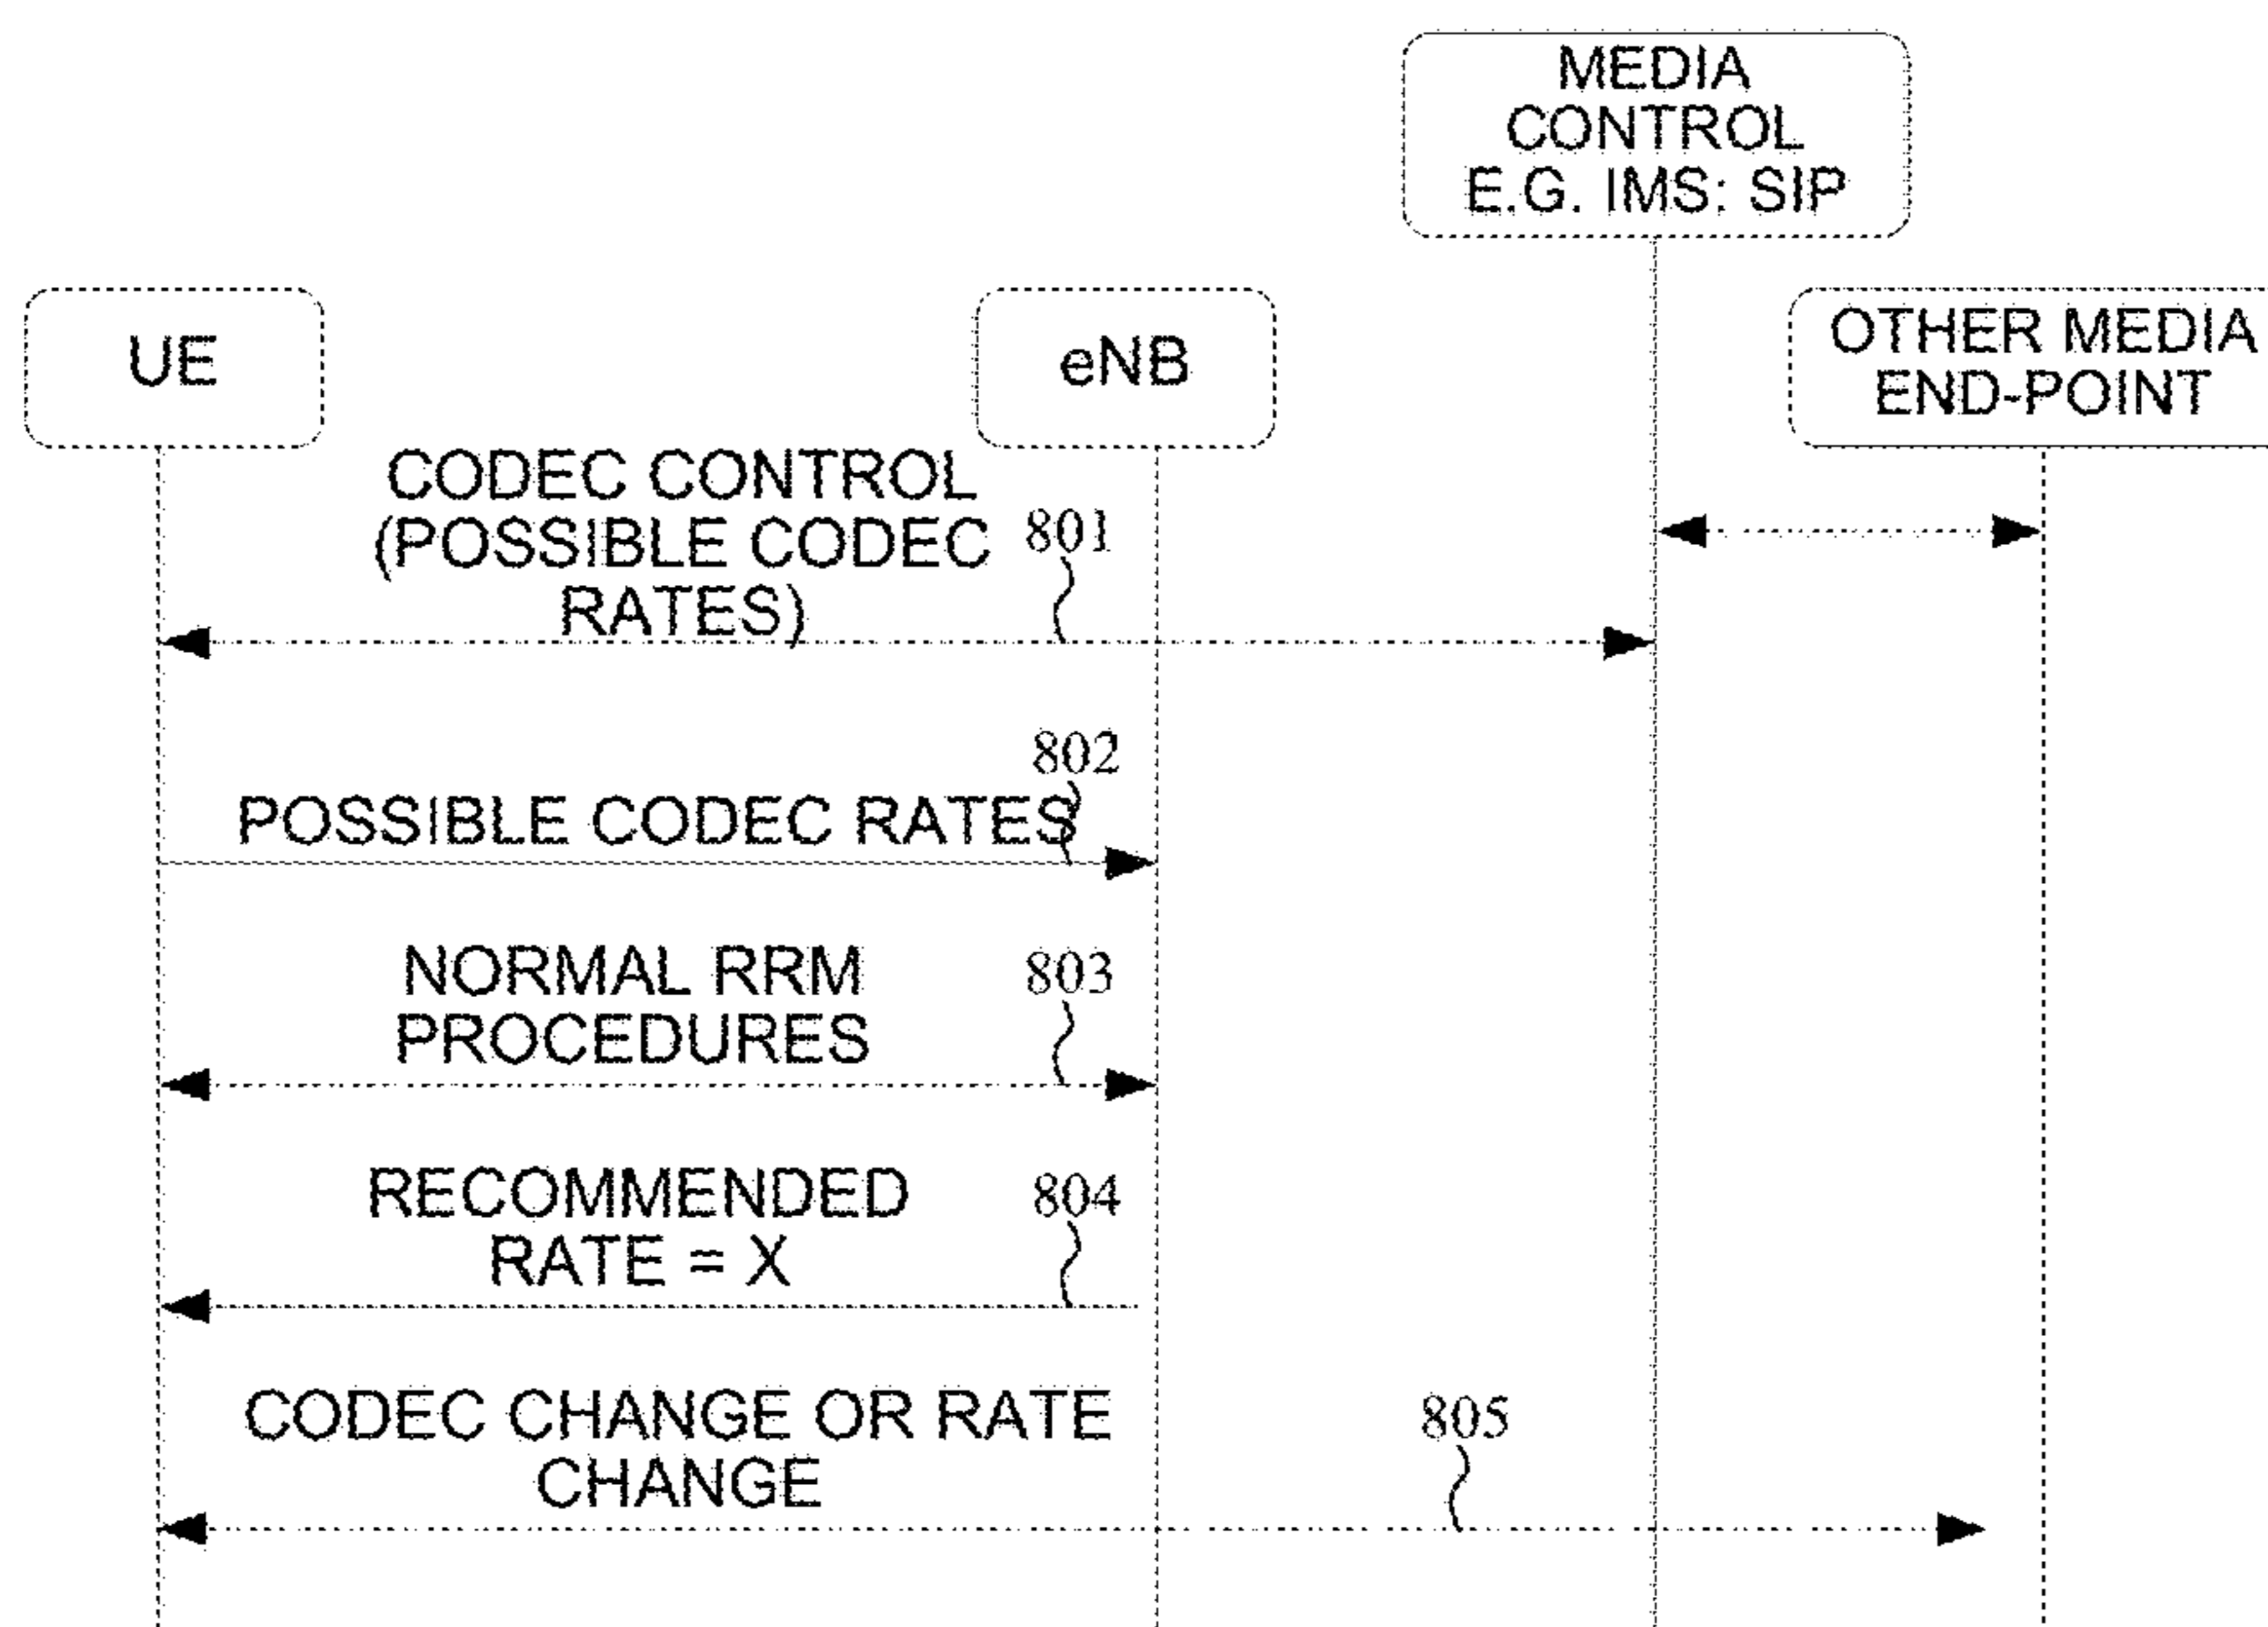 MEDIA
CONTROL
E.G. IMS: SIP
UE
eNB
OTHER MEDIA
END-POINT
CODEC CONTROL
(POSSIBLE CODEC
RATES)
801
802
POSSIBLE CODEC RATES
NORMAL RRM
PROCEDURES
803
RECOMMENDED
RATE = X
804
CODEC CHANGE OR RATE
CHANGE
805